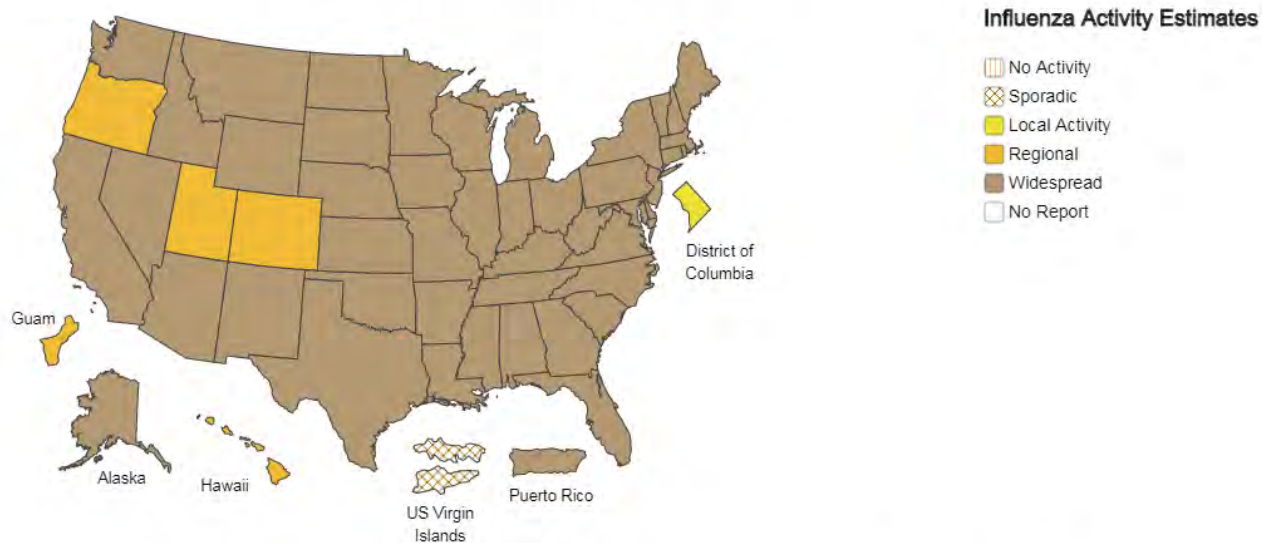 Influenza Activity Estimates
No Activity
Sporadic
Local Activity
Regional
Widespread
No Report
District of
Columbia
Guam
Alaska
Hawaii
US Virgin
Islands
Puerto Rico